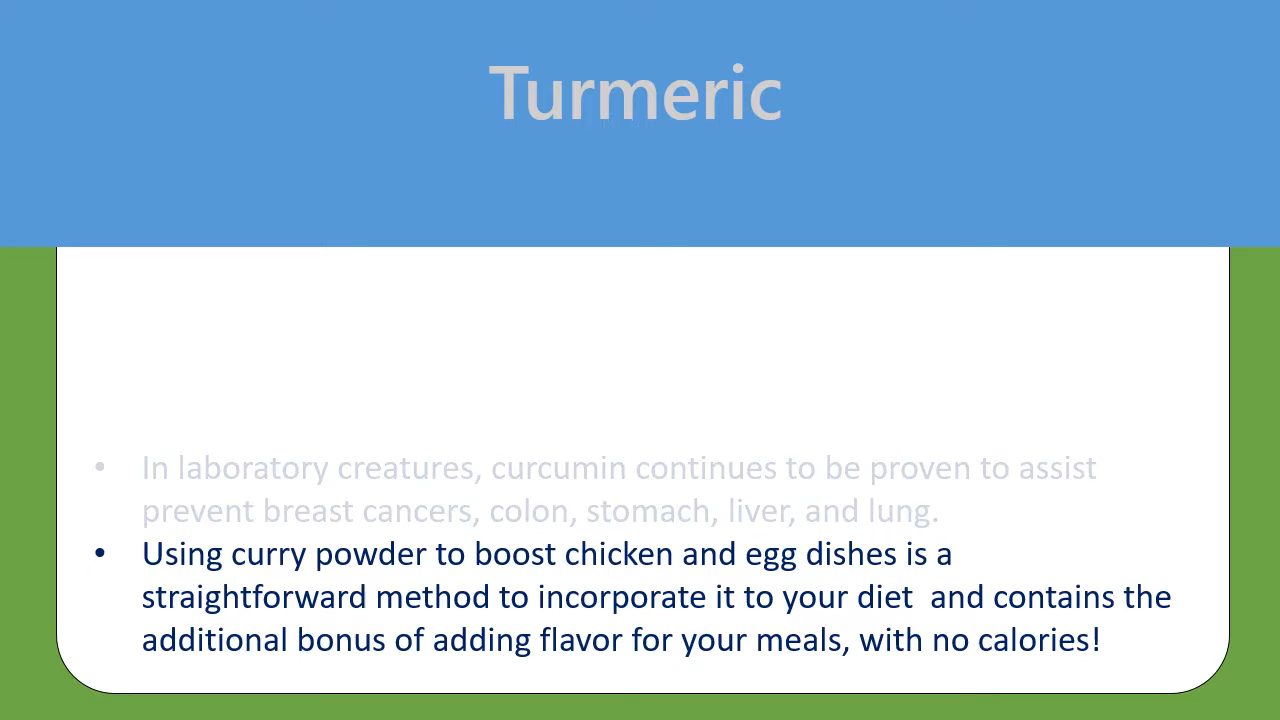 Turmeric
• In laboratory creatures, curcumin continues to be proven to assist
prevent breast cancers, colon, stomach, liver, and lung.
• Using curry powder to boost chicken and egg dishes is a
straightforward method to incorporate it to your diet  and contains the
additional bonus of adding flavor for your meals, with no calories!